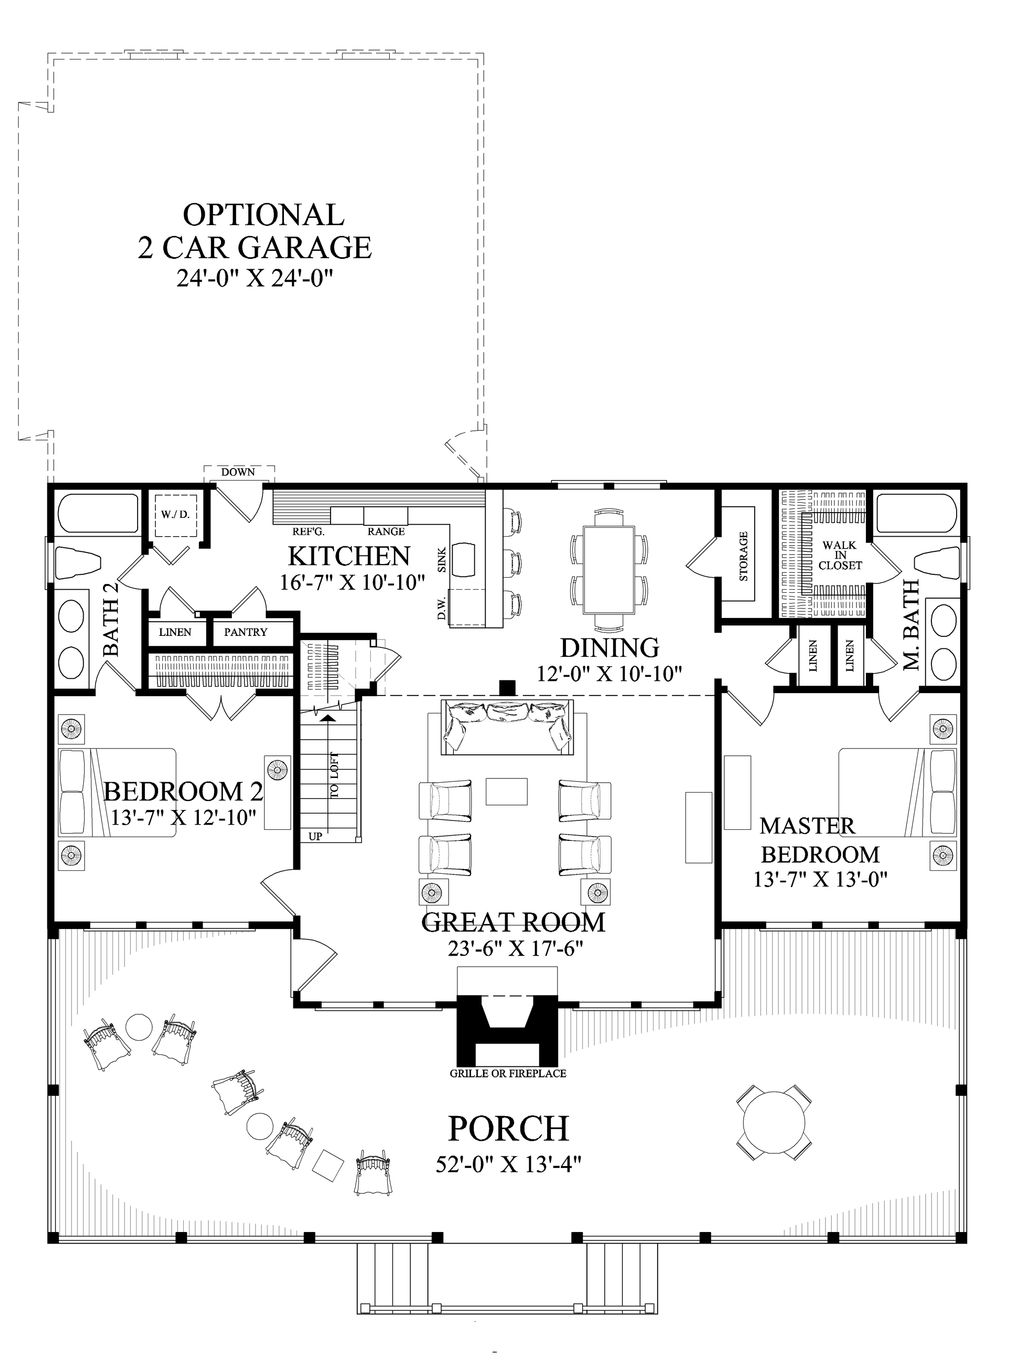 OPTIONAL
2 CAR GARAGE
24'-0" X 24'-0"
DOWN
W./ D.
REF'G.
RANGE
KITCHEN
16'-7" X 10'-10"
SINK
D.W.
BATH 2
LINEN
PANTRY
DINING
12'-0" X 10'-10"
STORAGE
WALK
IN
CLOSET
M. BATH
LINEN
LINEN
TO LOFT
UP
BEDROOM 2
13'-7" X 12'-10"
MASTER
BEDROOM
13'-7" X 13'-0"
GREAT ROOM
23'-6" X 17'-6"
GRILLE OR FIREPLACE
PORCH
52'-0" X 13'-4"